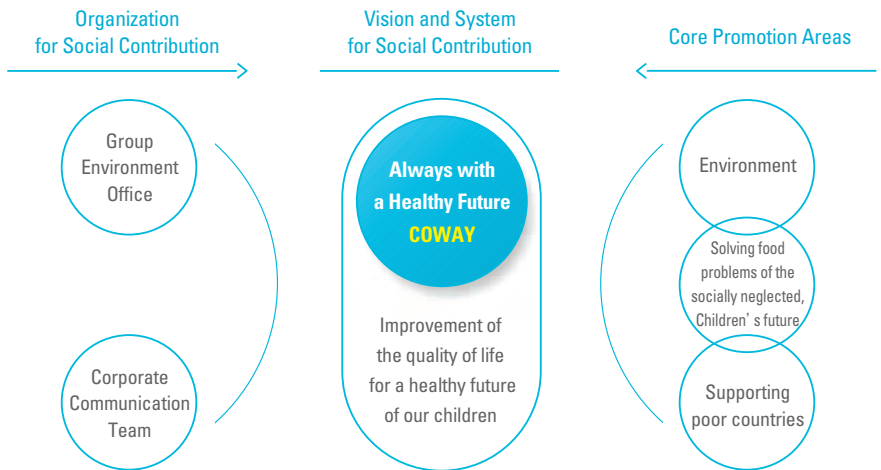 Organization
for Social Contribution
Group
Environment
Office
Corporate
Communication
Team
Vision and System
for Social Contribution
Always with
a Healthy Future
COWAY
Improvement of
the quality of life
for a healthy future
of our children
Core Promotion Areas
Environment
Solving food
problems of the
socially neglected,
Children’ s future
Supporting
poor countries